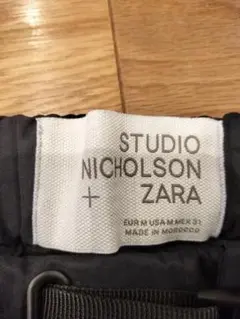 STUDIO
NICHOLSON
+ ZARA
EUR M USA M MEX 31
MADE IN MOROCCO